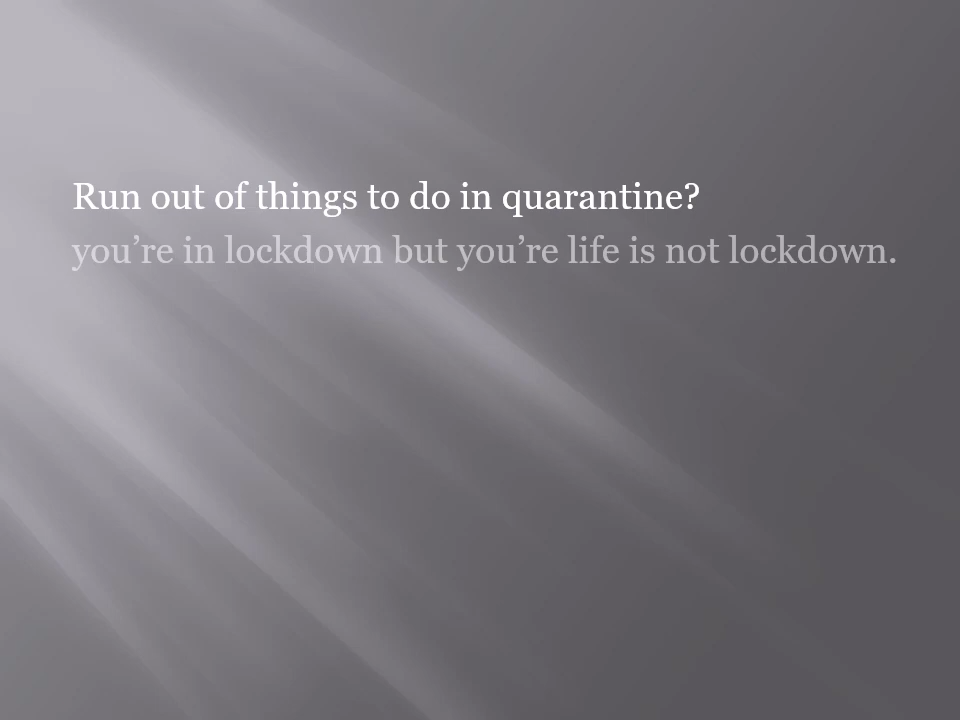 Run out of things to do in quarantine?
you’re in lockdown but you’re life is not lockdown.